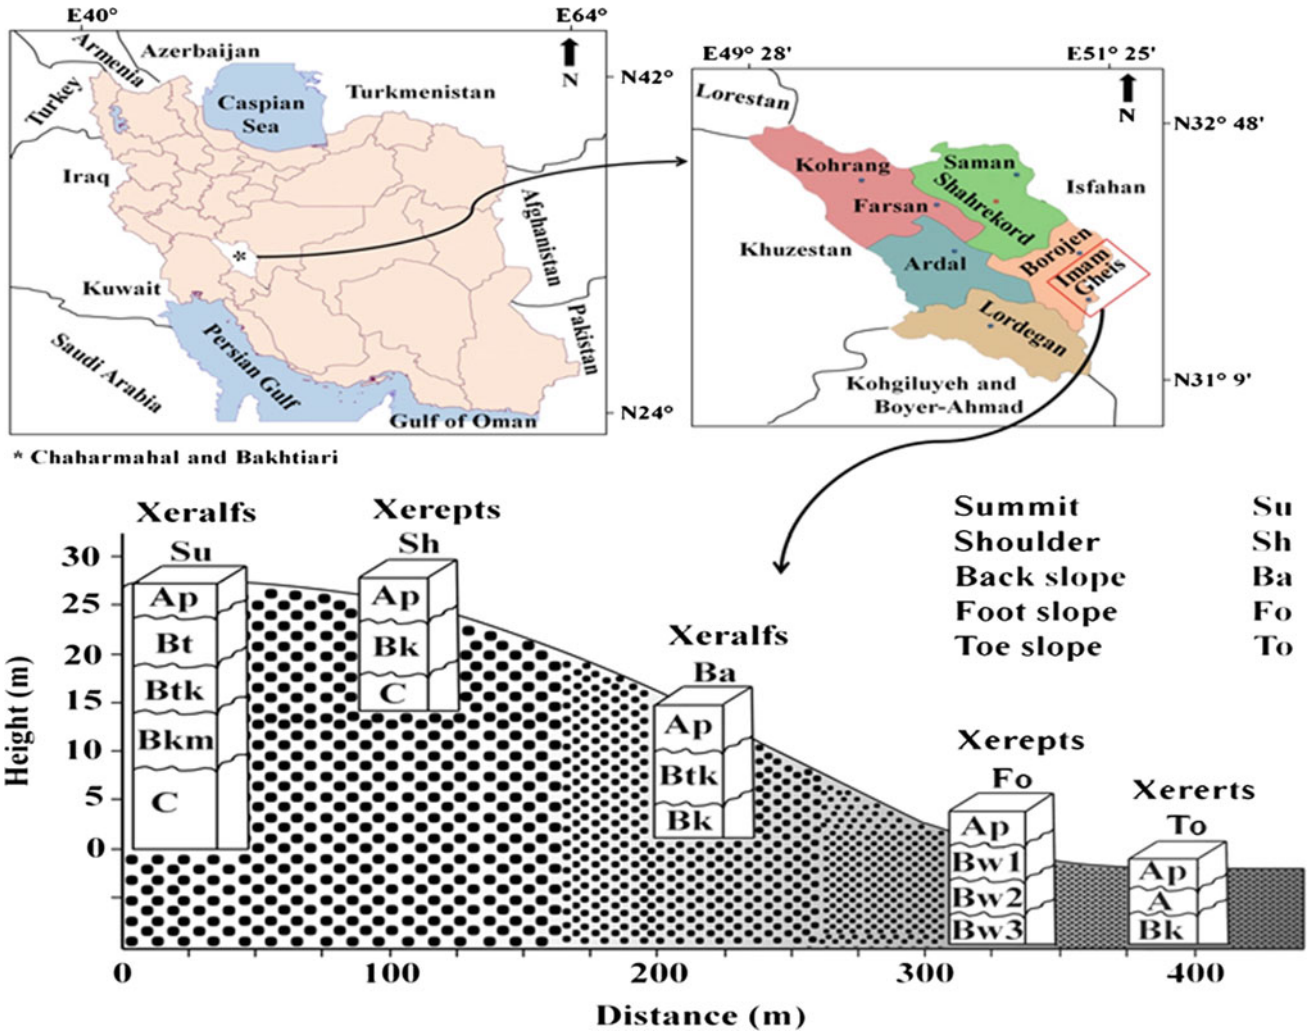 E40°
E64°
Armenia
Azerbaijan
N
N42°
Turkey
Caspian
Sea
Turkmenistan
Iraq
Afghanistan
*
Kuwait
Pakistan
Saudi Arabia
Persian Gulf
Gulf of Oman
N24°
* Chaharmahal and Bakhtiari
E49° 28'
E51° 25'
Lorestan
N
N32° 48'
Kohrang
Saman
Isfahan
Shahrekord
Farsan
Khuzestan
Ardal
Borojen
Imam
Gheis
Lordegan
Kohgiluyeh and
Boyer-Ahmad
N31° 9'
Summit Su
Shoulder Sh
Back slope Ba
Foot slope Fo
Toe slope To
Height (m)
30
25
20
15
10
5
0
Xeralfs
Su
Ap
Bt
Btk
Bkm
C
Xerepts
Sh
Ap
Bk
C
Xeralfs
Ba
Ap
Btk
Bk
Xerepts
Fo
Ap
Bw1
Bw2
Bw3
Xererts
To
Ap
A
Bk
0 100 200 300 400
Distance (m)